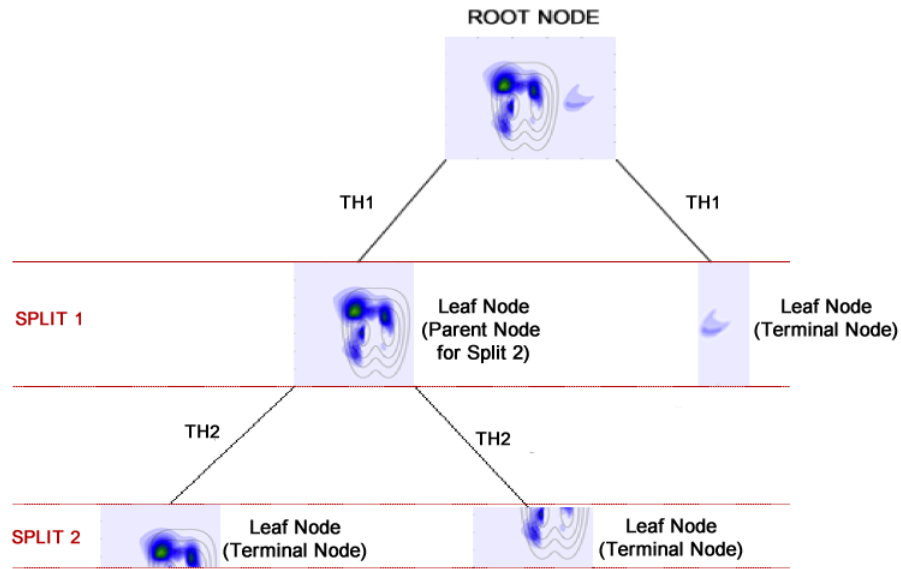 ROOT NODE
TH1
TH1
SPLIT 1
Leaf Node
(Parent Node
for Split 2)
Leaf Node
(Terminal Node)
TH2
TH2
SPLIT 2
Leaf Node
(Terminal Node)
Leaf Node
(Terminal Node)